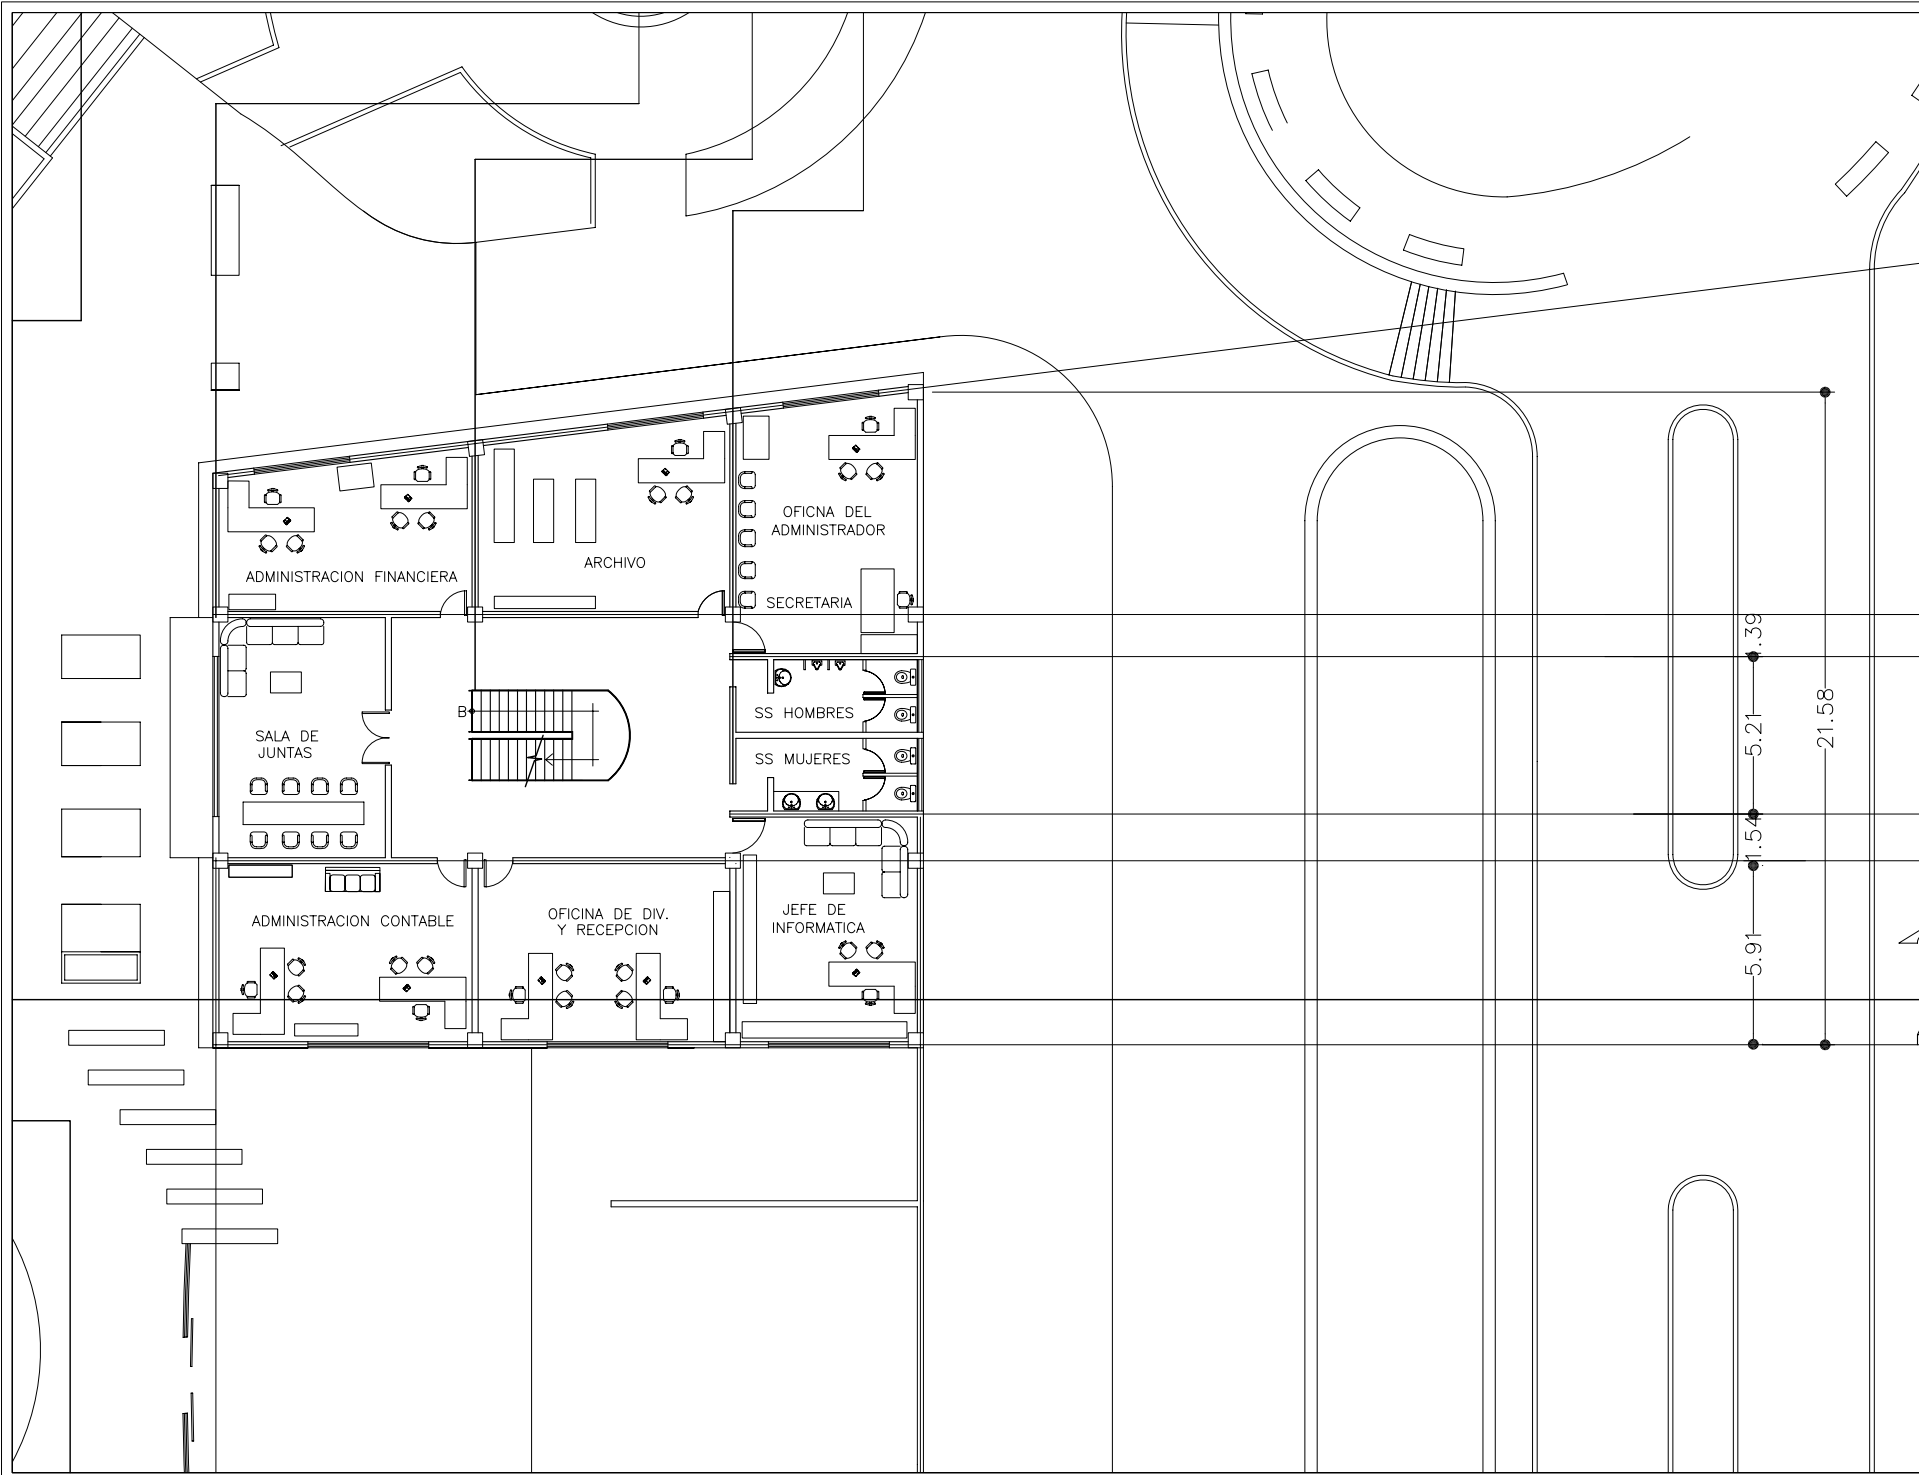 OFICNA DEL
ADMINISTRADOR
ARCHIVO
ADMINISTRACION FINANCIERA
SECRETARIA
SS HOMBRES
B
SALA DE
JUNTAS
SS MUJERES
JEFE DE
INFORMATICA
OFICINA DE DIV.
Y RECEPCION
ADMINISTRACION CONTABLE
5.21
21.58
1.54
5.91